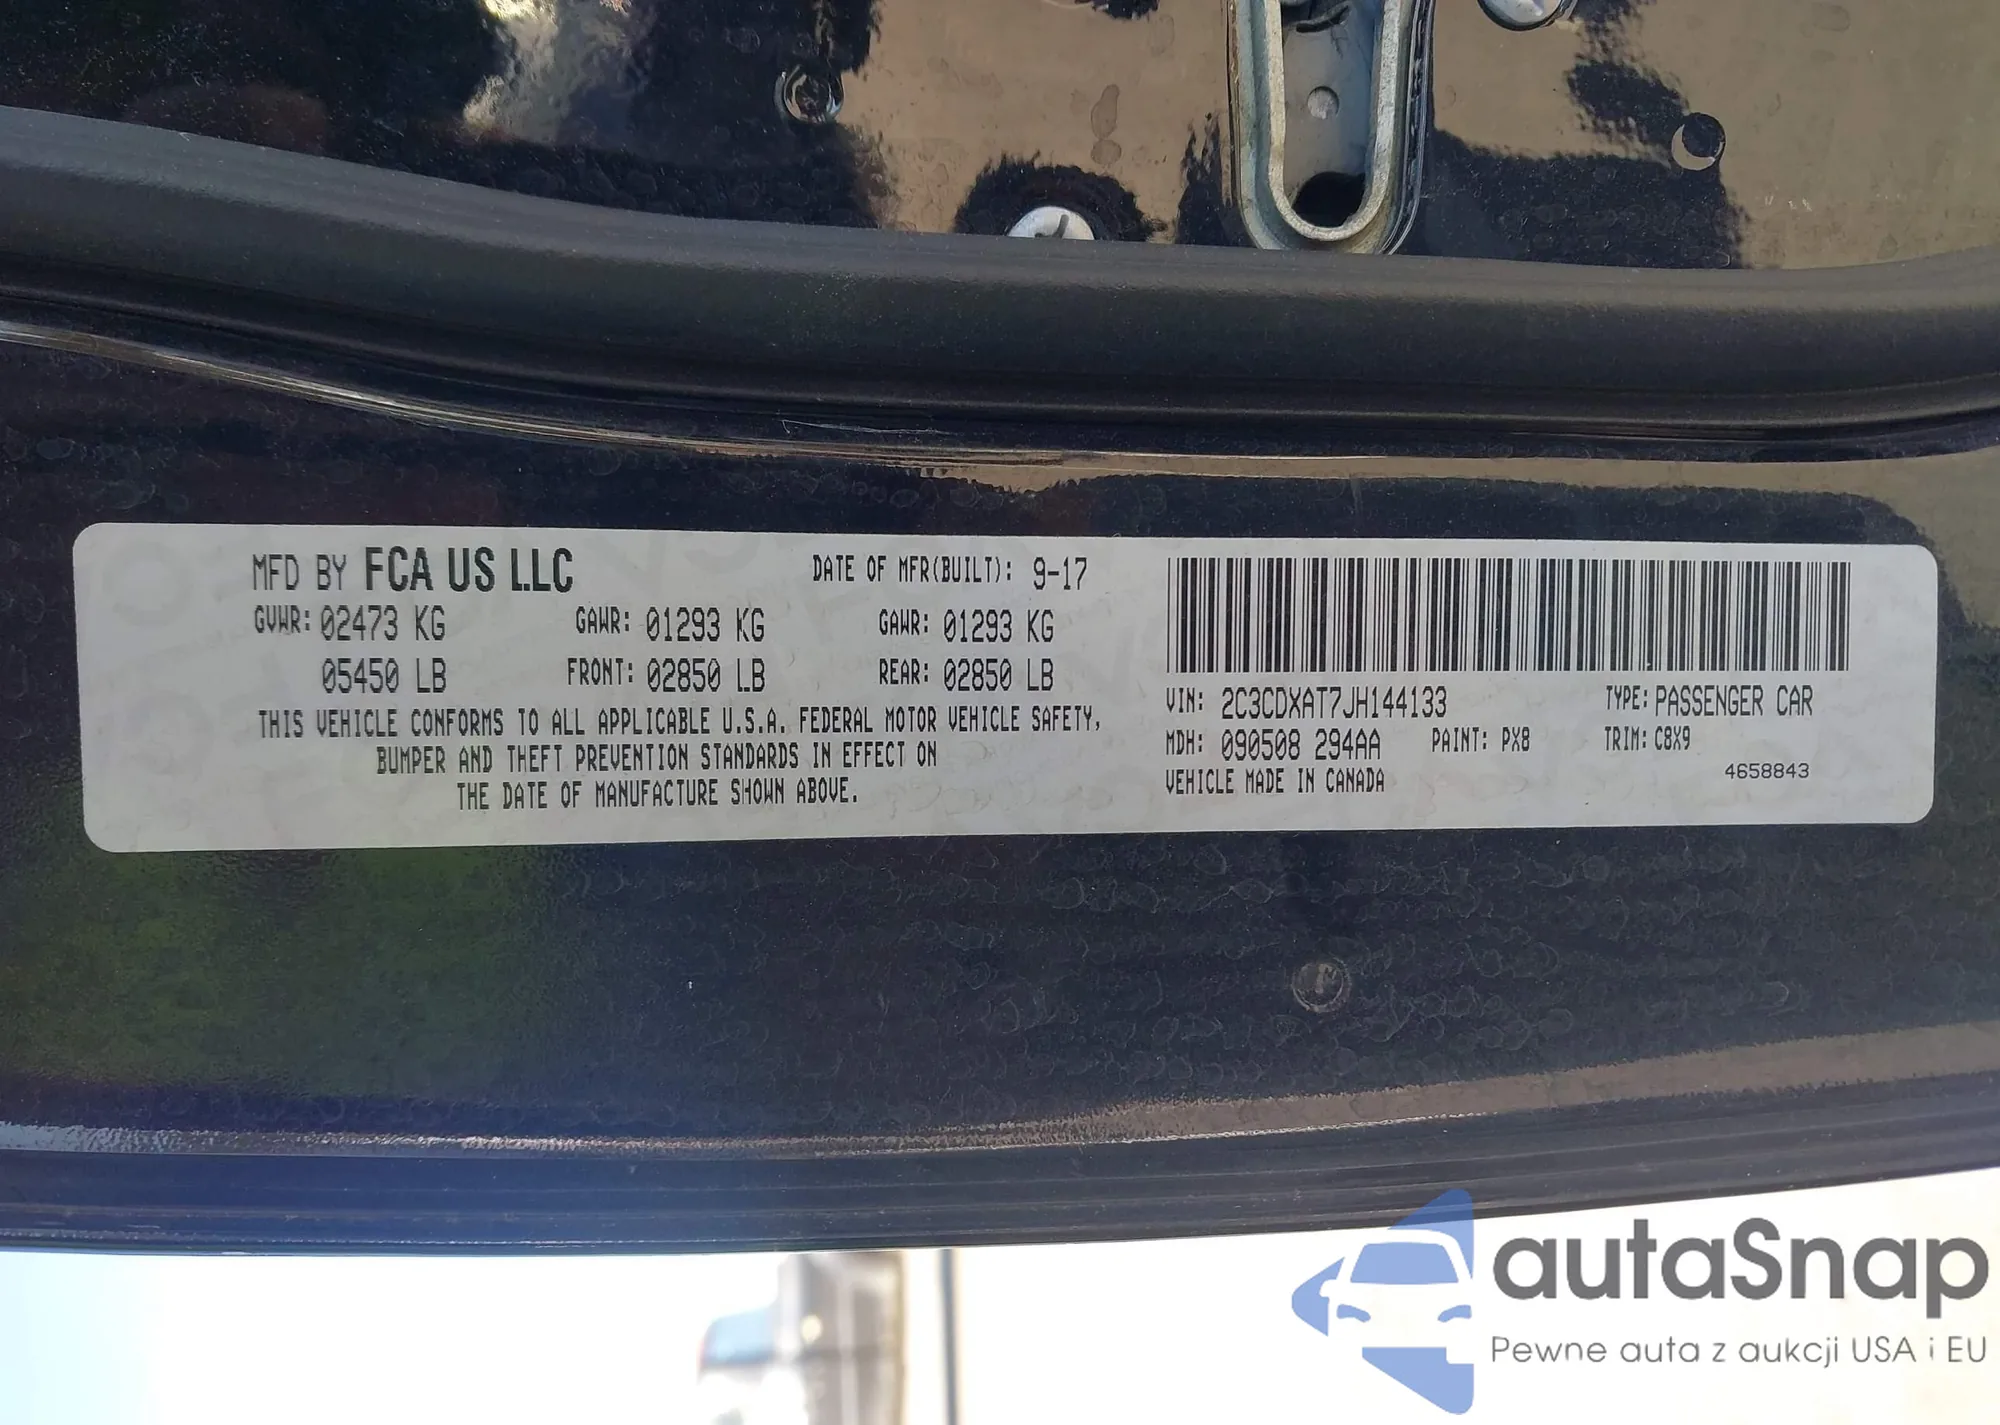 MFD BY FCA US LLC DATE OF MFR(BUILT): 9-17
GVWR: 02473 KG GAWR: 01293 KG GAWR: 01293 KG
05450 LB FRONT: 02850 LB REAR: 02850 LB
THIS VEHICLE CONFORMS TO ALL APPLICABLE U.S.A. FEDERAL MOTOR VEHICLE SAFETY,
BUMPER AND THEFT PREVENTION STANDARDS IN EFFECT ON
THE DATE OF MANUFACTURE SHOWN ABOVE.
VIN: 2C3CDXAT7JH144133 TYPE: PASSENGER CAR
MDH: 090508 294AA PAINT: PX8 TRIM: C8X9
VEHICLE MADE IN CANADA
4658843
autaSnap
Pewne auta z aukcji USA i EU